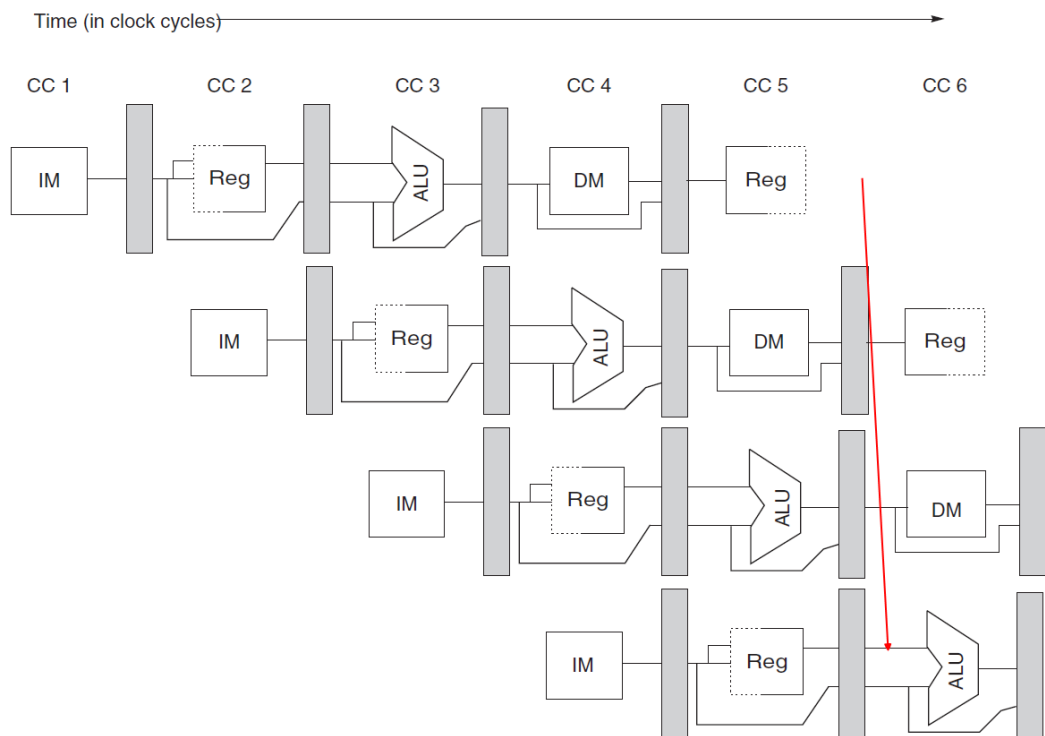 Time (in clock cycles)
CC 1 CC 2 CC 3 CC 4 CC 5 CC 6
IM Reg ALU DM Reg
IM Reg ALU DM Reg
IM Reg ALU DM
IM Reg ALU